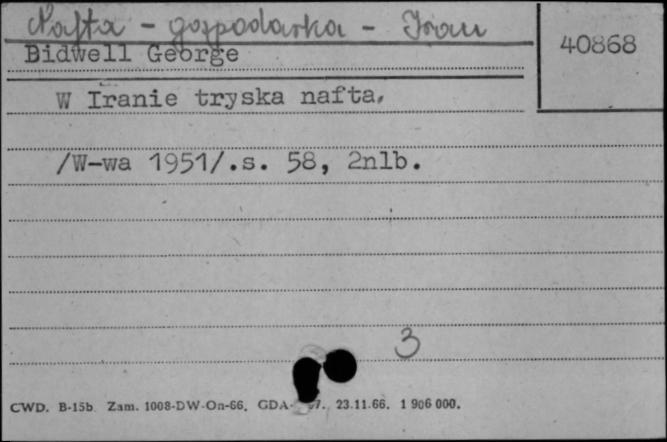 Nafta - gospodarka - Iran
40868
Bidwell George
W Iranie tryska nafta.
/W-wa 1951/.s. 58, 2nlb.
3
CWD. B-15b. Zam. 1008-DW-On-66. GDA- 7. 23.11.66. 1 906 000.